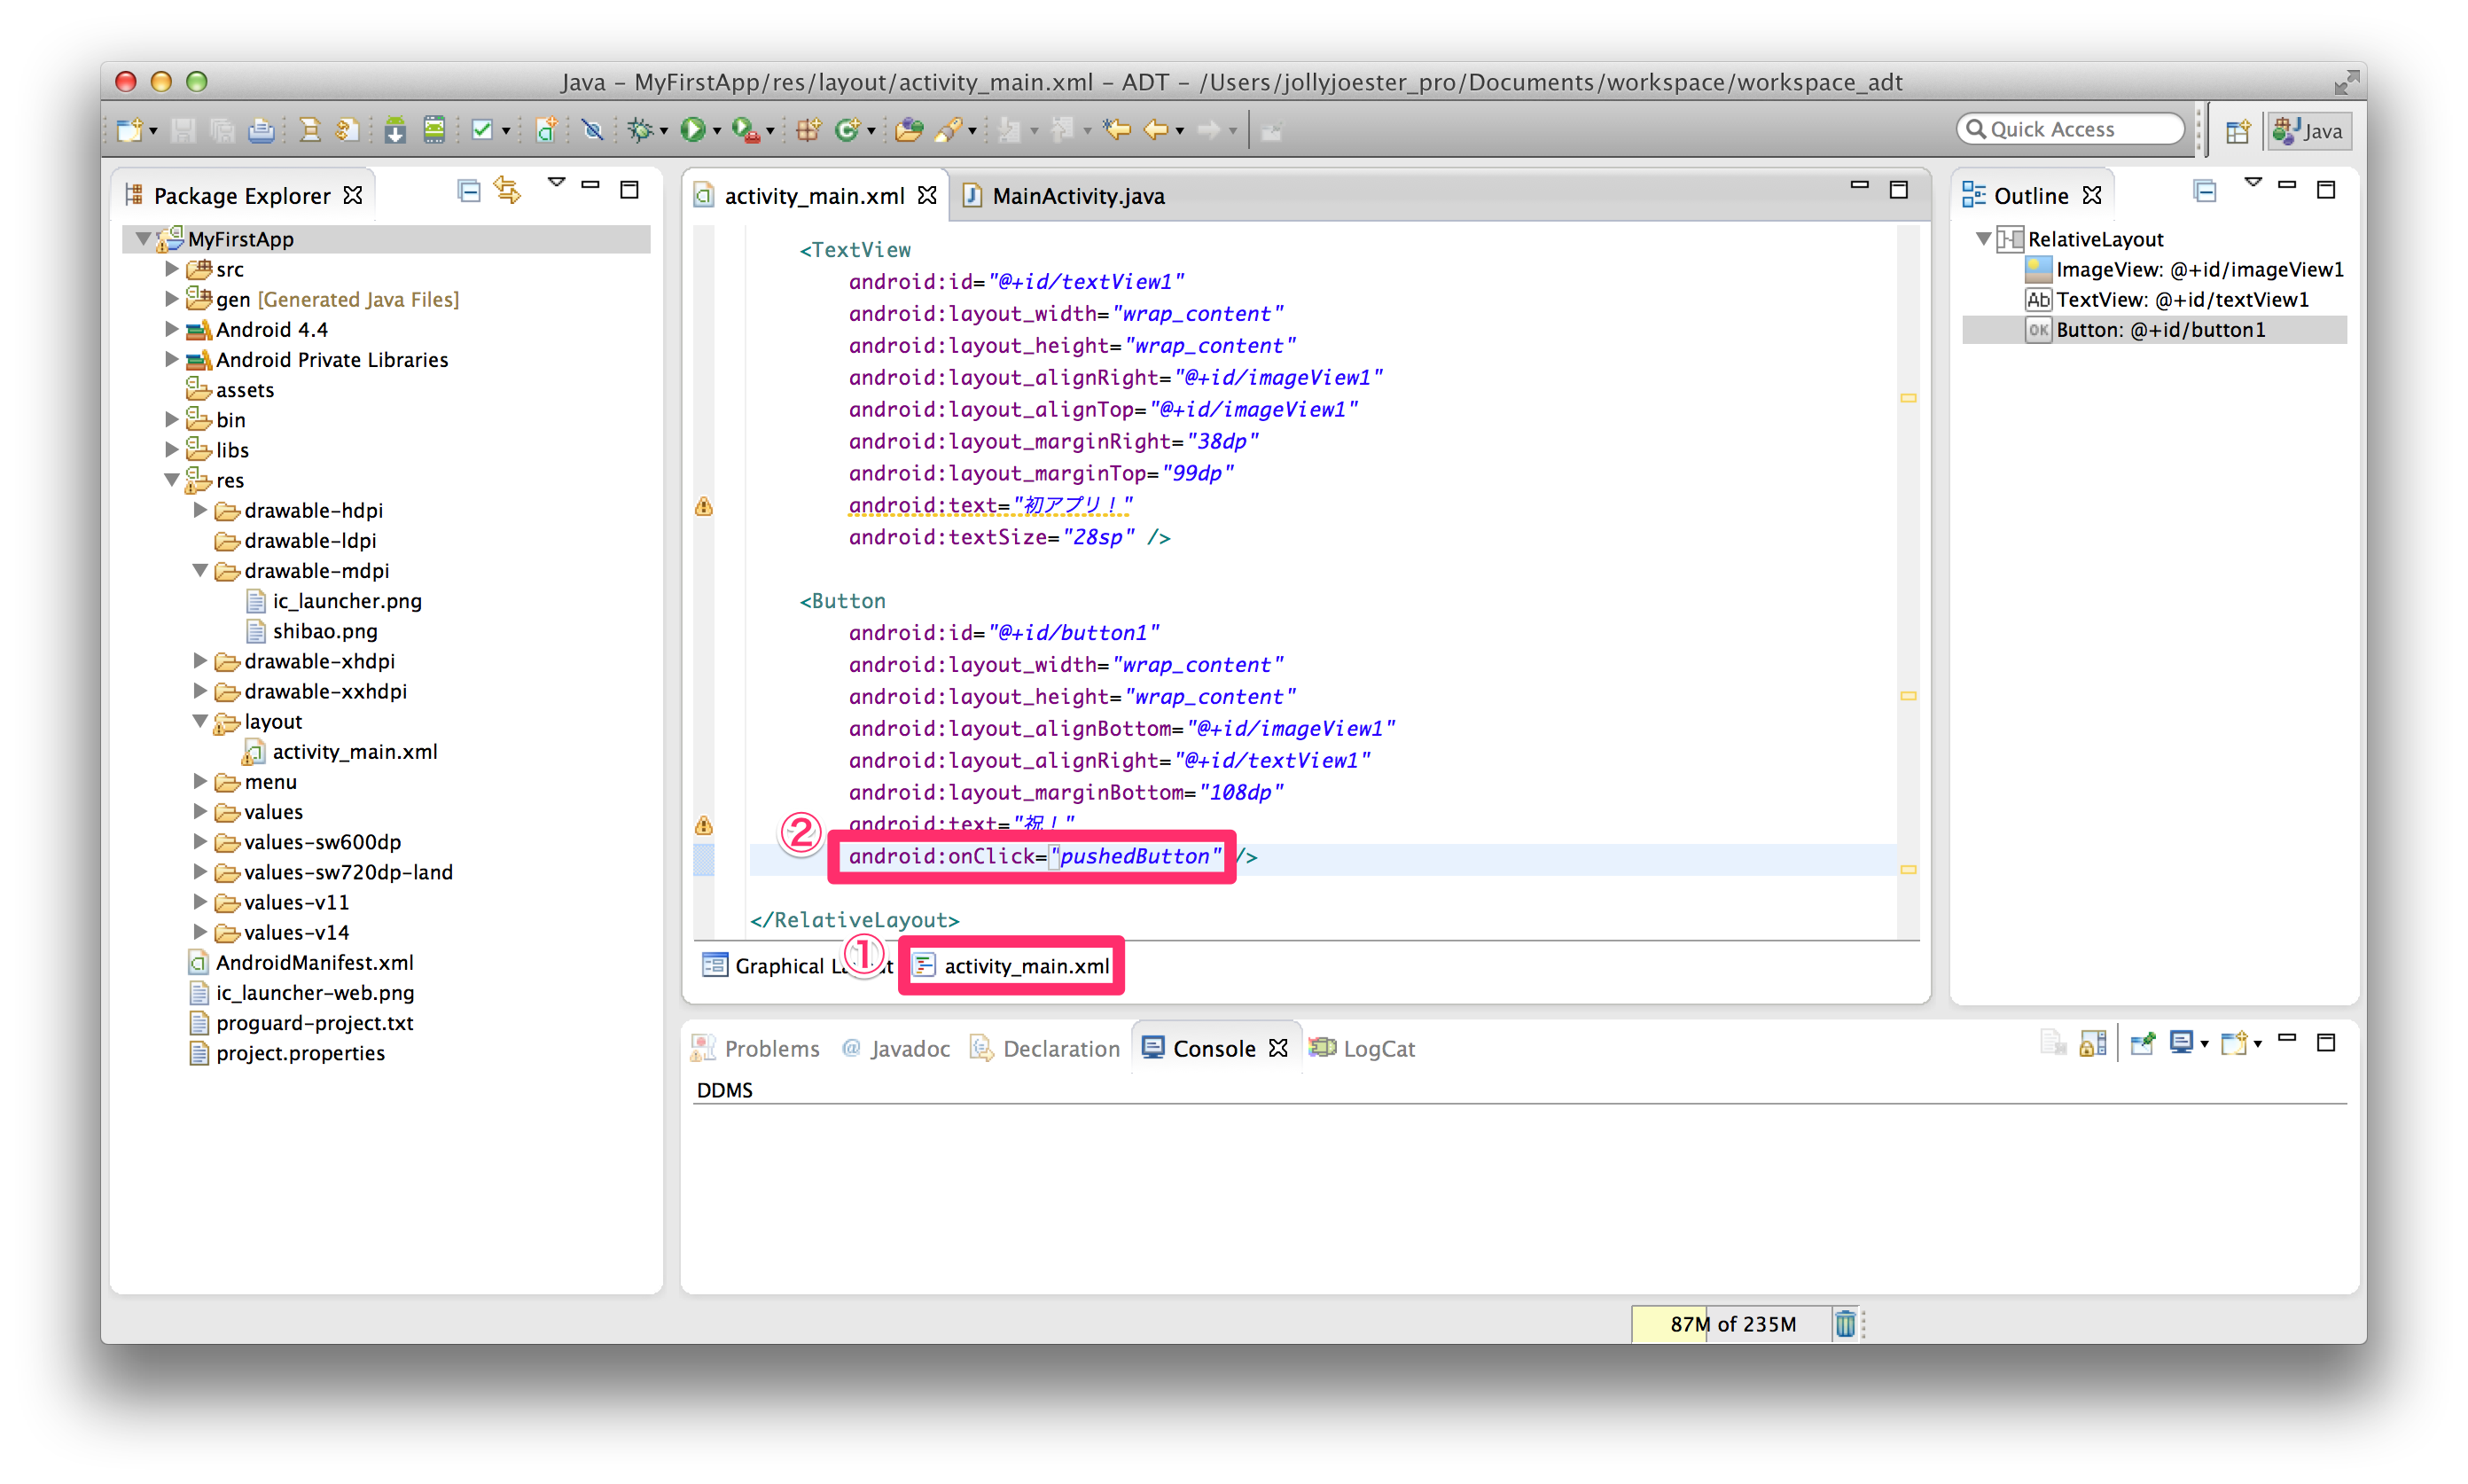 Java – MyFirstApp/res/layout/activity_main.xml – ADT – /Users/jollyjoester_pro/Documents/workspace/workspace_adt
Quick Access
Java
Package Explorer
MyFirstApp
src
gen [Generated Java Files]
Android 4.4
Android Private Libraries
assets
bin
libs
res
drawable-hdpi
drawable-ldpi
drawable-mdpi
ic_launcher.png
shibao.png
drawable-xhdpi
drawable-xxhdpi
layout
activity_main.xml
menu
values
values-sw600dp
values-sw720dp-land
values-v11
values-v14
AndroidManifest.xml
ic_launcher-web.png
proguard-project.txt
project.properties
activity_main.xml
MainActivity.java
<TextView
android:id="@+id/textView1"
android:layout_width="wrap_content"
android:layout_height="wrap_content"
android:layout_alignRight="@+id/imageView1"
android:layout_alignTop="@+id/imageView1"
android:layout_marginRight="38dp"
android:layout_marginTop="99dp"
android:text="初アプリ！"
android:textSize="28sp" />
<Button
android:id="@+id/button1"
android:layout_width="wrap_content"
android:layout_height="wrap_content"
android:layout_alignBottom="@+id/imageView1"
android:layout_alignRight="@+id/textView1"
android:layout_marginBottom="108dp"
android:text="祝！"
② android:onClick="pushedButton" />
</RelativeLayout>
Graphical
① activity_main.xml
Outline
RelativeLayout
ImageView: @+id/imageView1
Ab TextView: @+id/textView1
OK Button: @+id/button1
Problems
@ Javadoc
Declaration
Console
LogCat
DDMS
87M of 235M